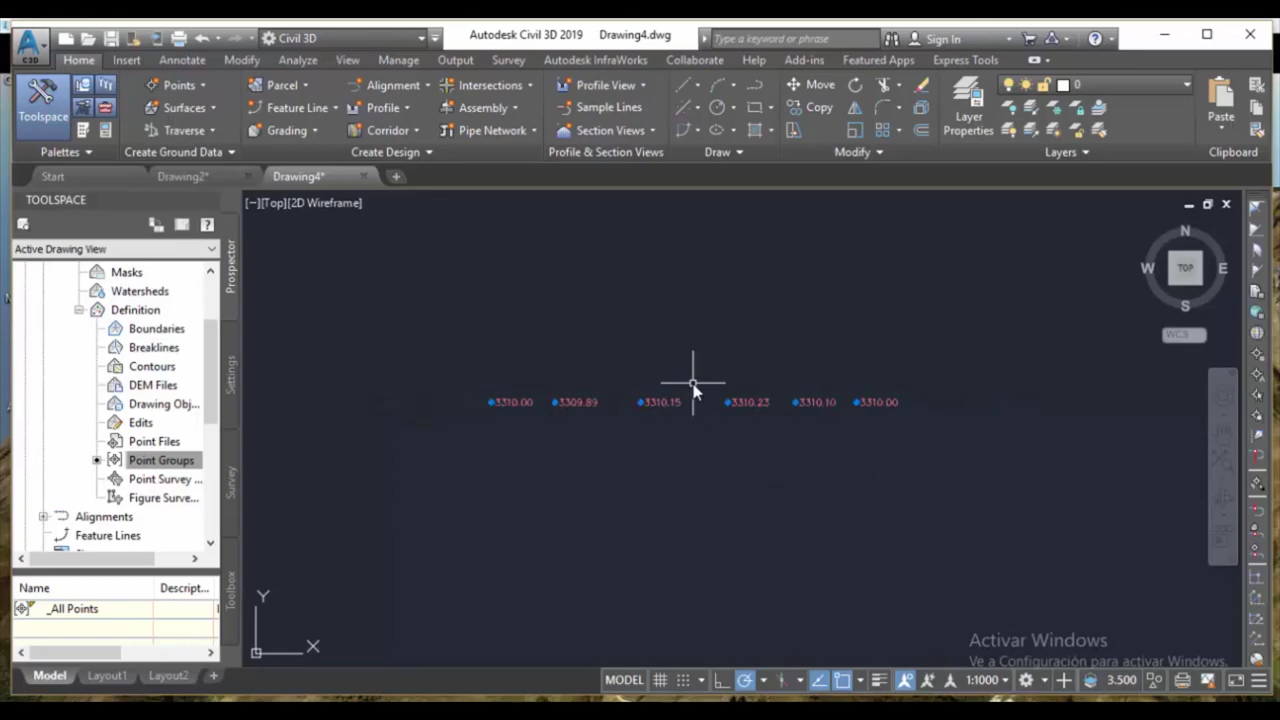 Civil 3D
Autodesk Civil 3D 2019 Drawing4.dwg
Type a keyword or phrase
Sign In
C3D
Home Insert Annotate Modify Analyze View Manage Output Survey Autodesk InfraWorks Collaborate Add-ins Featured Apps Express Tools
Toolspace
Points
Surfaces
Traverse
Parcel
Feature Line
Grading
Alignment
Profile
Corridor
Intersections
Assembly
Pipe Network
Profile View
Sample Lines
Section Views
Move
Copy
Layer
Properties
0
Paste
Palettes
Create Ground Data
Create Design
Profile & Section Views
Draw
Modify
Layers
Clipboard
Start
Drawing2*
Drawing4*
TOOLSPACE
Active Drawing View
Masks
Watersheds
Definition
Boundaries
Breaklines
Contours
DEM Files
Drawing Obj...
Edits
Point Files
Point Groups
Point Survey ...
Figure Surve...
Alignments
Feature Lines
Name Descript...
_All Points
Prospector
Settings
Survey
Toolbox
[−][Top][2D Wireframe]
3310.00 3309.89 3310.15 3310.23 3310.10 3310.00
N
W TOP E
S
WCS
Y
X
Activar Windows
Ve a Configuración para activar Windows.
Model Layout1 Layout2
MODEL
1:1000
3.500